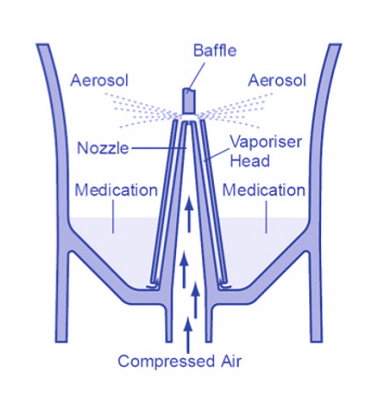 Baffle
Aerosol
Aerosol
Nozzle
Vaporiser
Head
Medication
Medication
Compressed Air